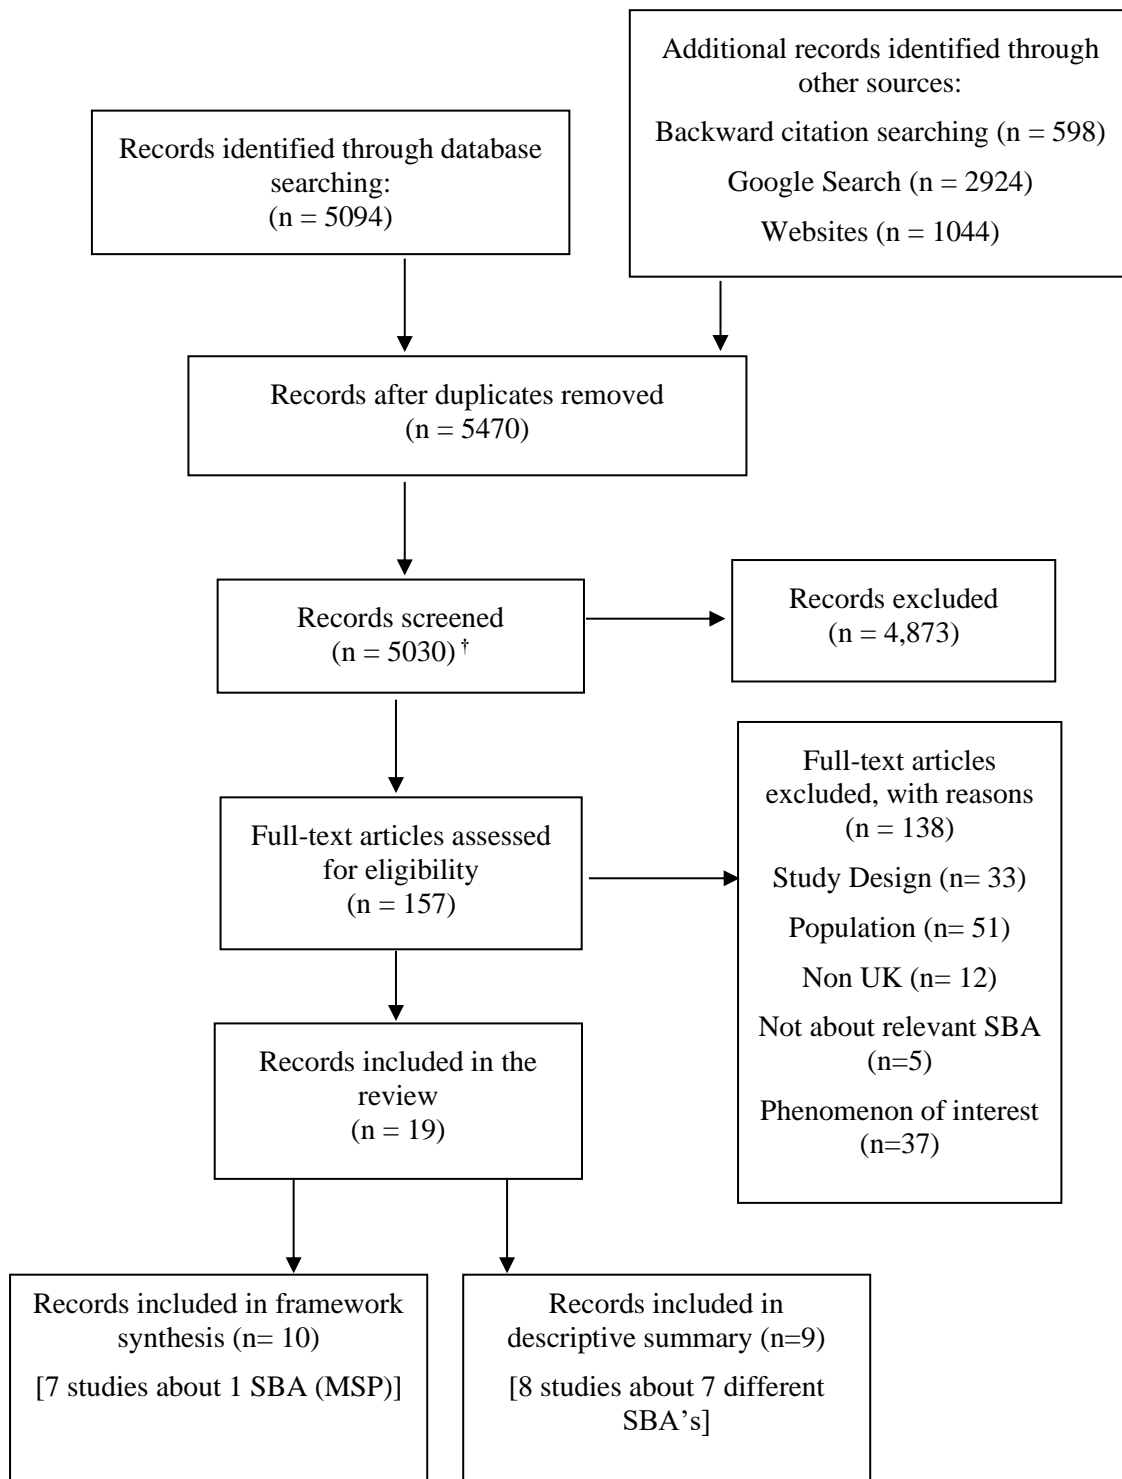 Records identified through database
searching:
(n = 5094)
Additional records identified through
other sources:
Backward citation searching (n = 598)
Google Search (n = 2924)
Websites (n = 1044)
Records after duplicates removed
(n = 5470)
Records screened
(n = 5030) †
Records excluded
(n = 4,873)
Full-text articles assessed
for eligibility
(n = 157)
Full-text articles
excluded, with reasons
(n = 138)
Study Design (n= 33)
Population (n= 51)
Non UK (n= 12)
Not about relevant SBA
(n=5)
Phenomenon of interest
(n=37)
Records included in the
review
(n = 19)
Records included in framework
synthesis (n= 10)
[7 studies about 1 SBA (MSP)]
Records included in
descriptive summary (n=9)
[8 studies about 7 different
SBA's]